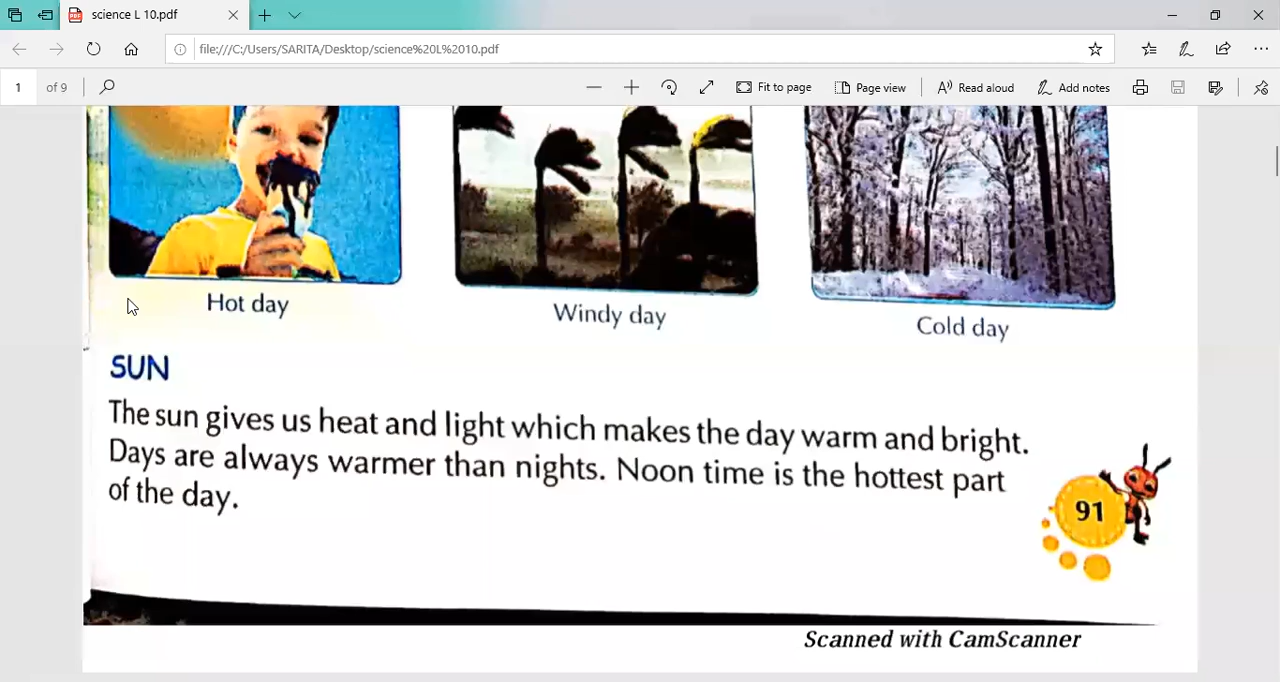 science L 10.pdf
file:///C:/Users/SARITA/Desktop/science%20L%2010.pdf
1 of 9 Fit to page Page view Read aloud Add notes
Hot day
Windy day
Cold day
SUN
The sun gives us heat and light which makes the day warm and bright.
Days are always warmer than nights. Noon time is the hottest part
of the day.
91
Scanned with CamScanner